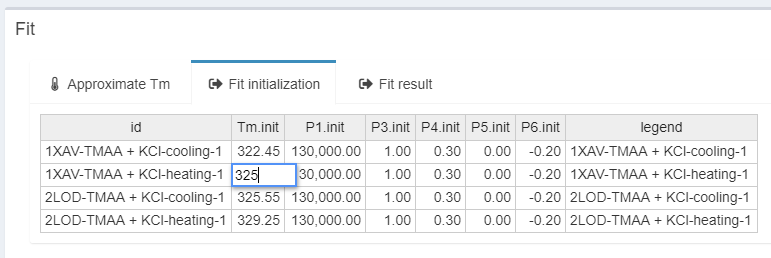 Fit
Approximate Tm Fit initialization Fit result
id Tm.init P1.init P3.init P4.init P5.init P6.init legend
1XAV-TMAA + KCl-cooling-1 322.45 130,000.00 1.00 0.30 0.00 -0.20 1XAV-TMAA + KCl-cooling-1
1XAV-TMAA + KCl-heating-1 325 30,000.00 1.00 0.30 0.00 -0.20 1XAV-TMAA + KCl-heating-1
2LOD-TMAA + KCl-cooling-1 325.55 130,000.00 1.00 0.30 0.00 -0.20 2LOD-TMAA + KCl-cooling-1
2LOD-TMAA + KCl-heating-1 329.25 130,000.00 1.00 0.30 0.00 -0.20 2LOD-TMAA + KCl-heating-1